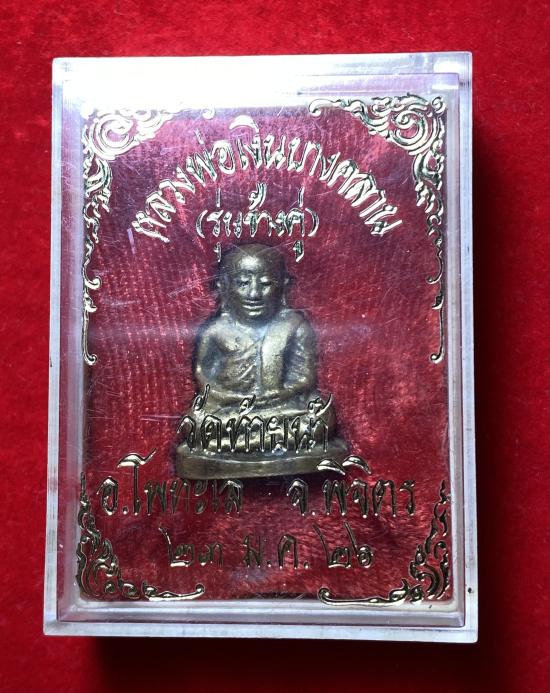 หลวงพ่อเงินบางคลาน
(รุ่นช้างคู่)
วัดท้ายน้ำ
อ.โพทะเล จ.พิจิตร
๒๓ ม.ค. ๒๖